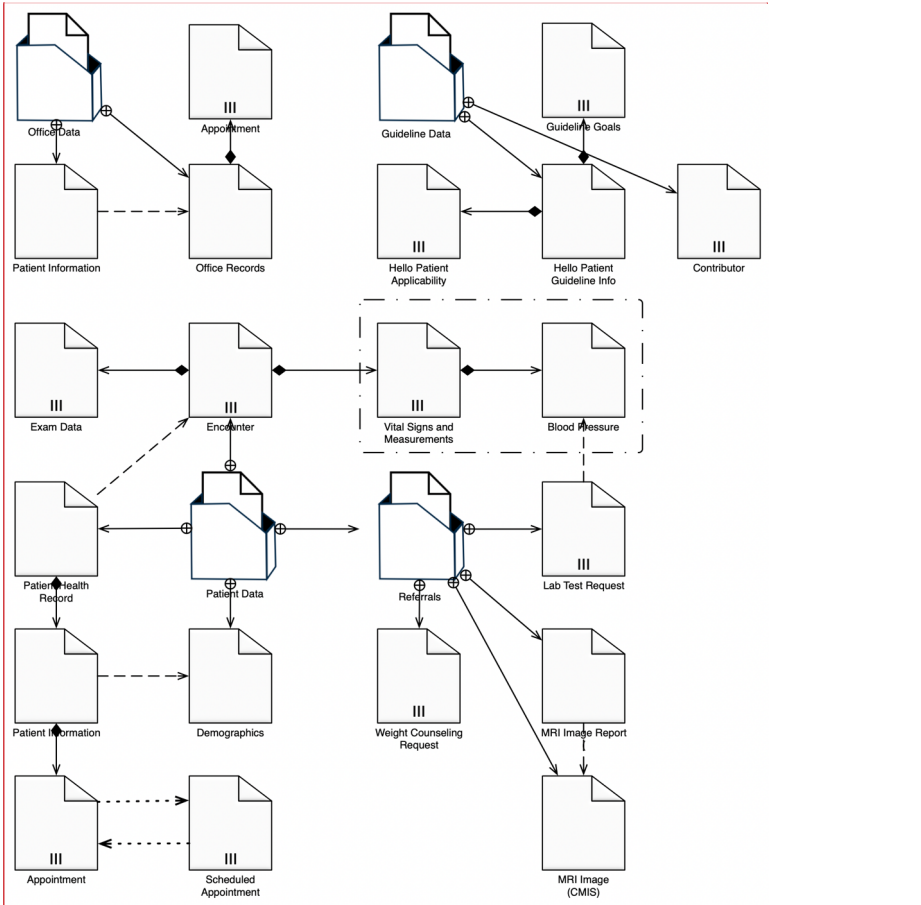 Office Data
Appointment
Guideline Data
Guideline Goals
Patient Information
Office Records
Hello Patient
Applicability
Hello Patient
Guideline Info
Contributor
Exam Data
Encounter
Vital Signs and
Measurements
Blood Pressure
Patient Health
Record
Patient Data
Referrals
Lab Test Request
Patient Information
Demographics
Weight Counseling
Request
MRI Image Report
Appointment
Scheduled
Appointment
MRI Image
(CMIS)